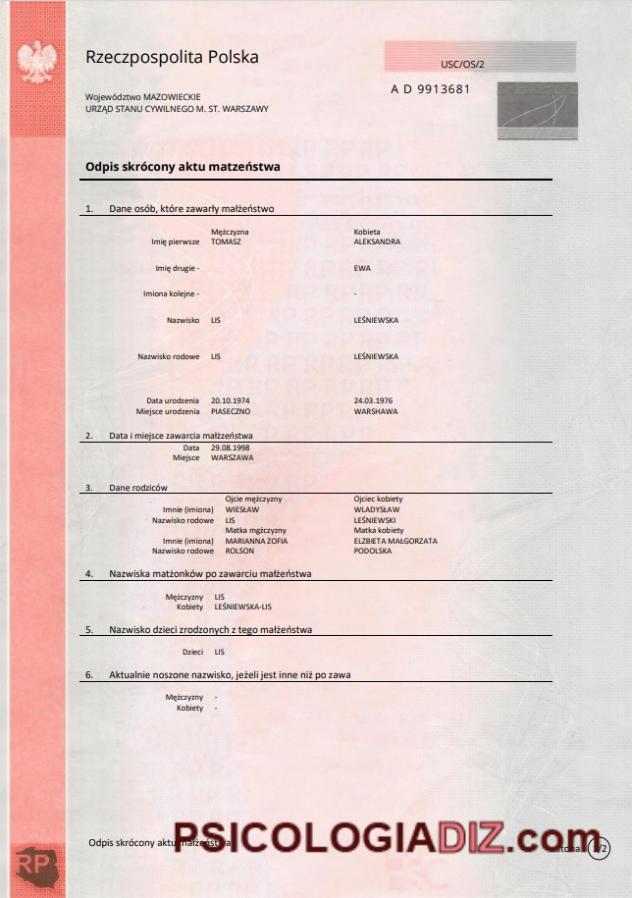 Rzeczpospolita Polska
USC/OS/2
A D 9913681
Województwo MAZOWIECKIE
URZĄD STANU CYWILNEGO M. ST. WARSZAWY
Odpis skrócony aktu matzeństwa
1. Dane osób, które zawarły małżeństwo
Mężczyzna Kobieta
Imię pierwsze TOMASZ ALEKSANDRA
Imię drugie - EWA
Imiona kolejne - -
Nazwisko LIS LEŚNIEWSKA
Nazwisko rodowe LIS LEŚNIEWSKA
Data urodzenia 20.10.1974 24.03.1976
Miejsce urodzenia PIASECZNO WARSHAWA
2. Data i miejsce zawarcia małżzeństwa
Data 29.08.1998
Miejsce WARSZAWA
3. Dane rodziców
Ojcie mężczyzny Ojciec kobiety
Imnie (imiona) WIESŁAW WLADYSŁAW
Nazwisko rodowe LIS LEŚNIEWSKI
Matka mgżczyzny Matka kobiety
Imnie (imiona) MARIANNA ZOFIA ELZBIETA MAŁGORZATA
Nazwisko rodowe ROLSON PODOLSKA
4. Nazwiska matżonków po zawarciu małżeństwa
Mężczyzny LIS
Kobiety LEŚNIEWSKA-LIS
5. Nazwisko dzieci zrodzonych z tego małżeństwa
Dzieci LIS
6. Aktualnie noszone nazwisko, jeżeli jest inne niż po zawa
Mężczyzny -
Kobiety -
PSICOLOGIADIZ.com
Odpis skrócony aktu małżeństwa
1/2
RP